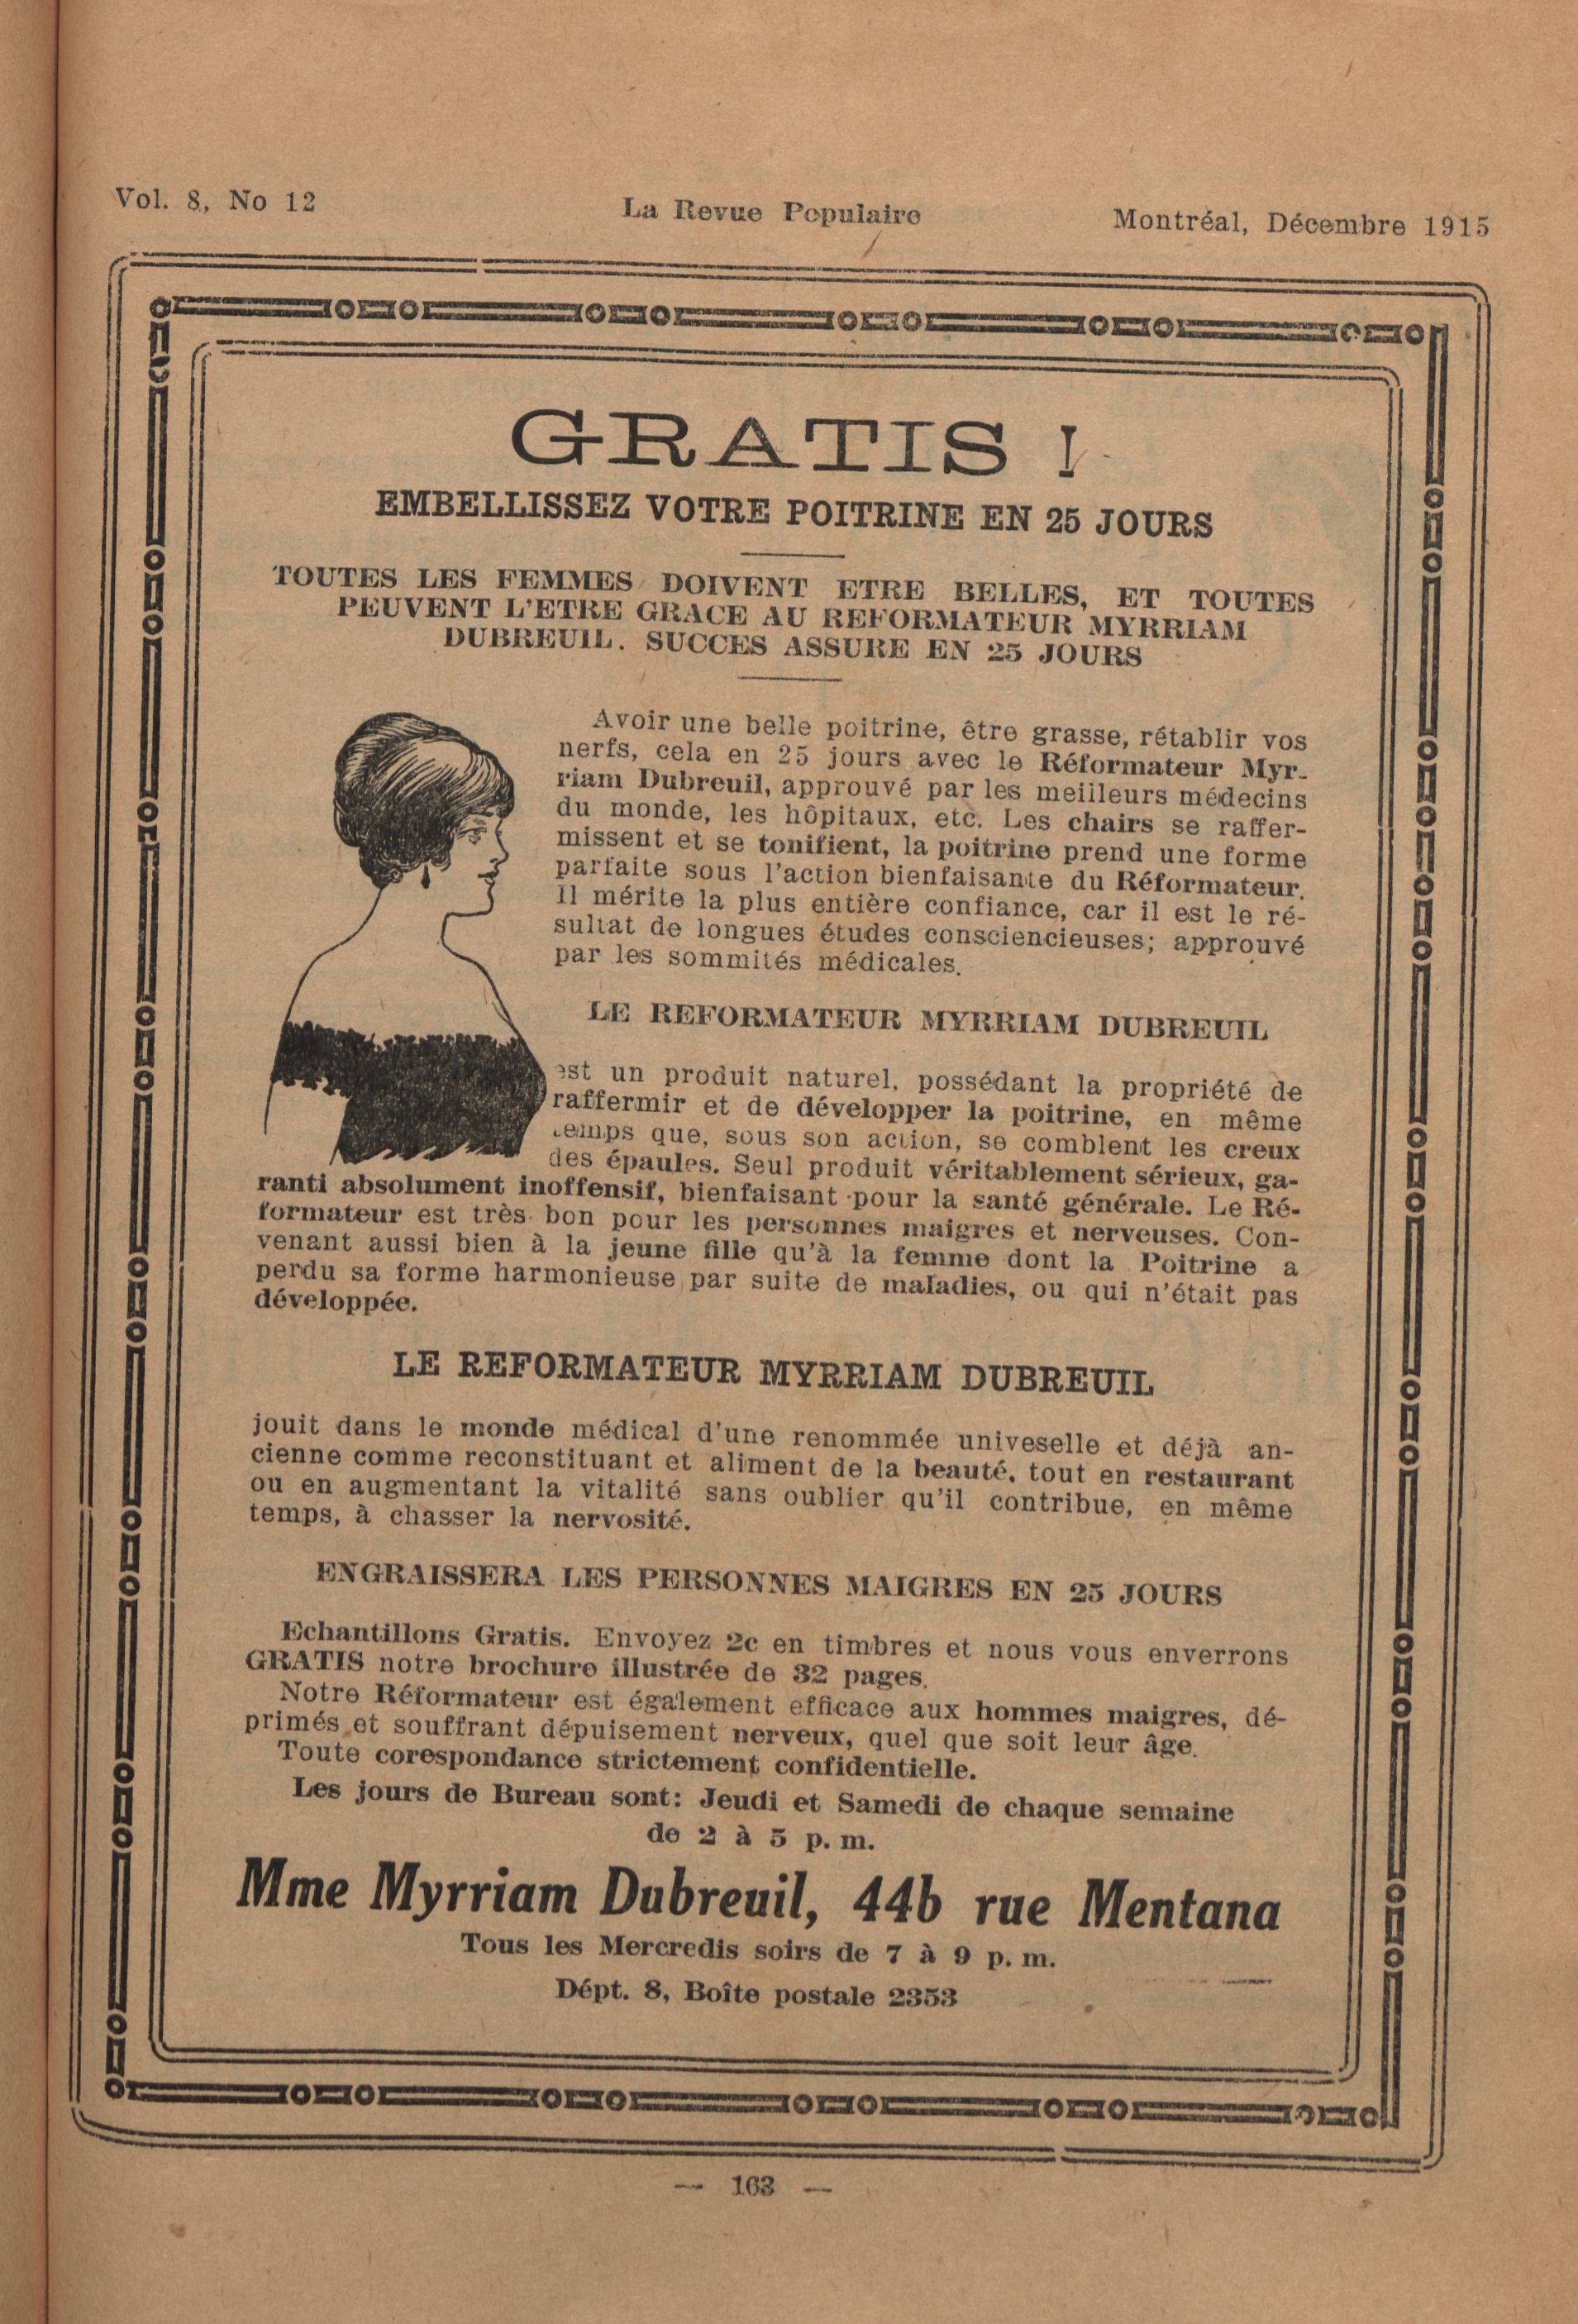 Vol. 8, No 12
La Revue Populaire
Montréal, Décembre 1915
GRATIS !
EMBELLISSEZ VOTRE POITRINE EN 25 JOURS
TOUTES LES FEMMES DOIVENT ETRE BELLES, ET TOUTES
PEUVENT L'ETRE GRACE AU REFORMATEUR MYRRIAM
DUBREUIL. SUCCES ASSURE EN 25 JOURS
Avoir une belle poitrine, être grasse, rétablir vos
nerfs, cela en 25 jours avec le Réformateur Myr-
riam Dubreuil, approuvé par les meilleurs médecins
du monde, les hôpitaux, etc. Les chairs se raffer-
missent et se tonifient, la poitrine prend une forme
parfaite sous l'action bienfaisante du Réformateur.
Il mérite la plus entière confiance, car il est le ré-
sultat de longues études consciencieuses; approuvé
par les sommités médicales.
LE REFORMATEUR MYRRIAM DUBREUIL
est un produit naturel, possédant la propriété de
raffermir et de développer la poitrine, en même
temps que, sous son action, se comblent les creux
des épaules. Seul produit véritablement sérieux, ga-
ranti absolument inoffensif, bienfaisant pour la santé générale. Le Ré-
formateur est très bon pour les personnes maigres et nerveuses. Con-
venant aussi bien à la jeune fille qu'à la femme dont la Poitrine a
perdu sa forme harmonieuse par suite de maladies, ou qui n'était pas
développée.
LE REFORMATEUR MYRRIAM DUBREUIL
jouit dans le monde médical d'une renommée univeselle et déjà an-
cienne comme reconstituant et aliment de la beauté, tout en restaurant
ou en augmentant la vitalité sans oublier qu'il contribue, en même
temps, à chasser la nervosité.
ENGRAISSERA LES PERSONNES MAIGRES EN 25 JOURS
Echantillons Gratis. Envoyez 2c en timbres et nous vous enverrons
GRATIS notre brochure illustrée de 32 pages.
Notre Réformateur est également efficace aux hommes maigres, dé-
primés et souffrant dépuisement nerveux, quel que soit leur âge.
Toute corespondance strictement confidentielle.
Les jours de Bureau sont: Jeudi et Samedi de chaque semaine
de 2 à 5 p. m.
Mme Myrriam Dubreuil, 44b rue Mentana
Tous les Mercredis soirs de 7 à 9 p. m.
Dépt. 8, Boîte postale 2353
— 163 —